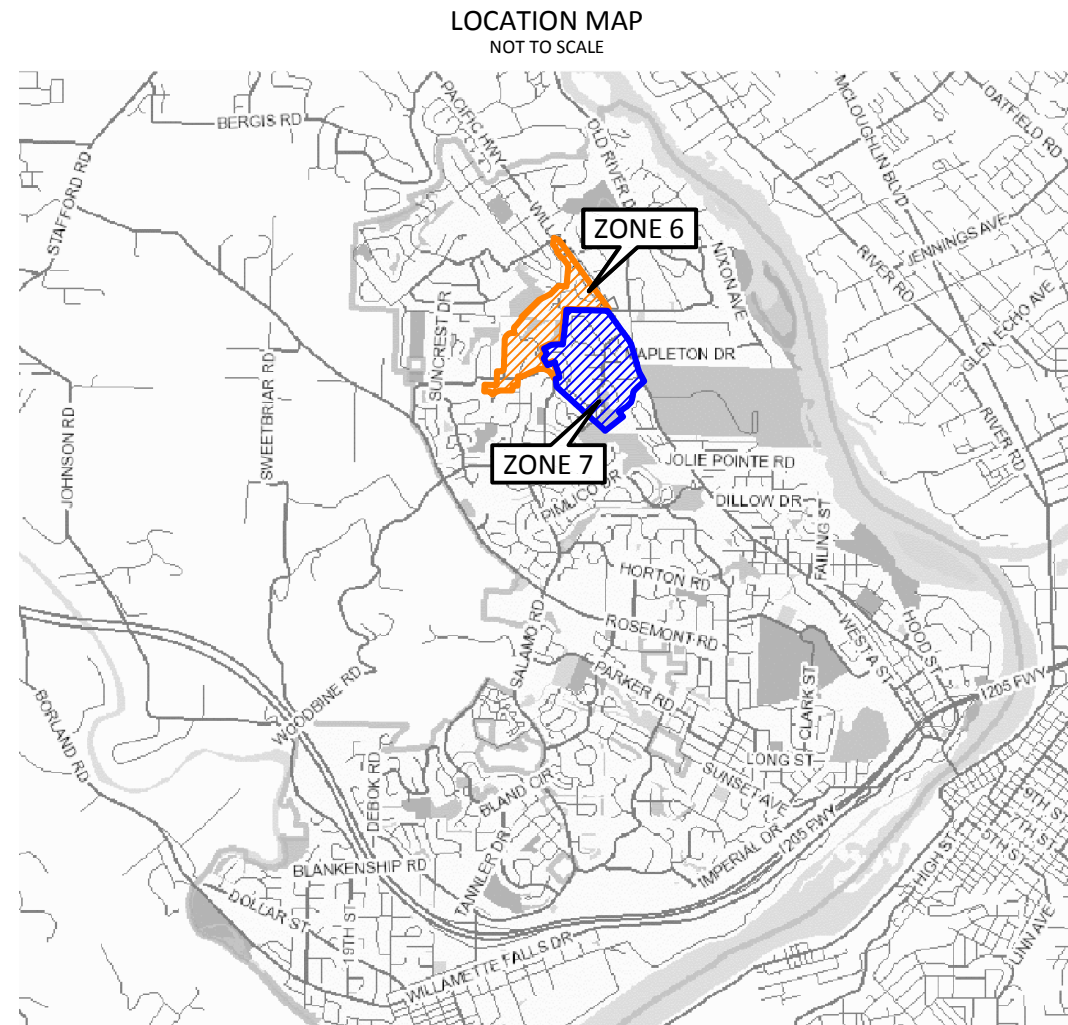 LOCATION MAP
NOT TO SCALE
BERGIS RD
STAFFORD RD
PACIFIC HWY
OLD RIVER D
MCLOUGHLIN BLVD
OATFIELD RD
ZONE 6
NIXON AVE
JENNINGS AVE
RIVER RD
GLEN ECHO AVE
SUNCREST DR
MAPLETON DR
SWEETBRIAR RD
JOHNSON RD
RIVER RD
ZONE 7
JOLIE POINTE RD
PIMLICO DR
DILLOW DR
FAILING ST
HORTON RD
ROSEMONT RD
SALAMO RD
PARKER RD
WEST A ST
HOOD ST
CLARK ST
I205 FWY
BORLAND RD
WOODBINE RD
LONG ST
SUNSET AVE
DEBOK RD
BLAND CIR
IMPERIAL DR
I205 FWY
9TH ST
7TH ST
5TH ST
HIGH ST
BLANKENSHIP RD
TANNLER DR
DOLLAR ST
19TH ST
WILLAMETTE FALLS DR
LINN AVE